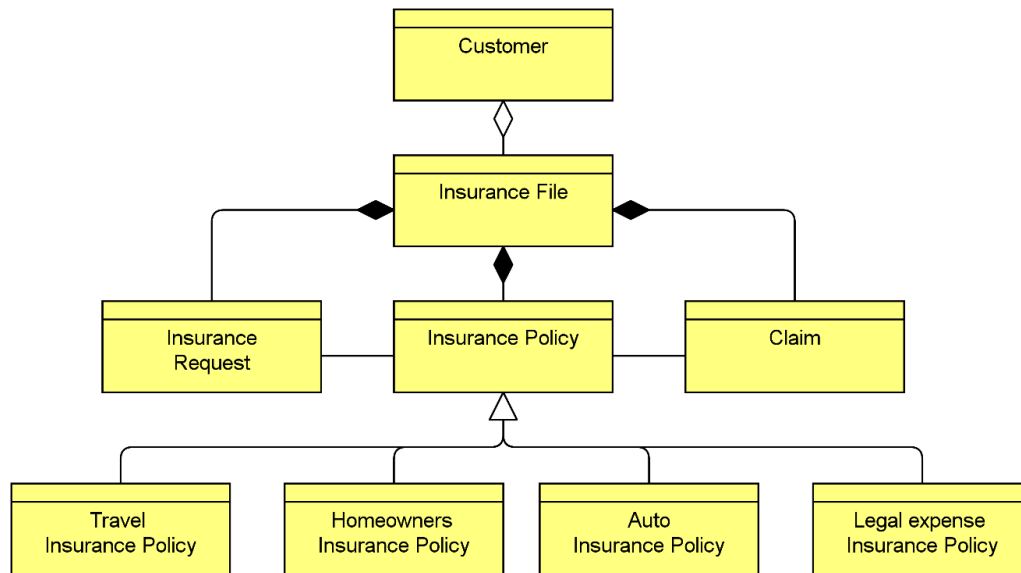 Customer
Insurance File
Insurance
Request
Insurance Policy
Claim
Travel
Insurance Policy
Homeowners
Insurance Policy
Auto
Insurance Policy
Legal expense
Insurance Policy